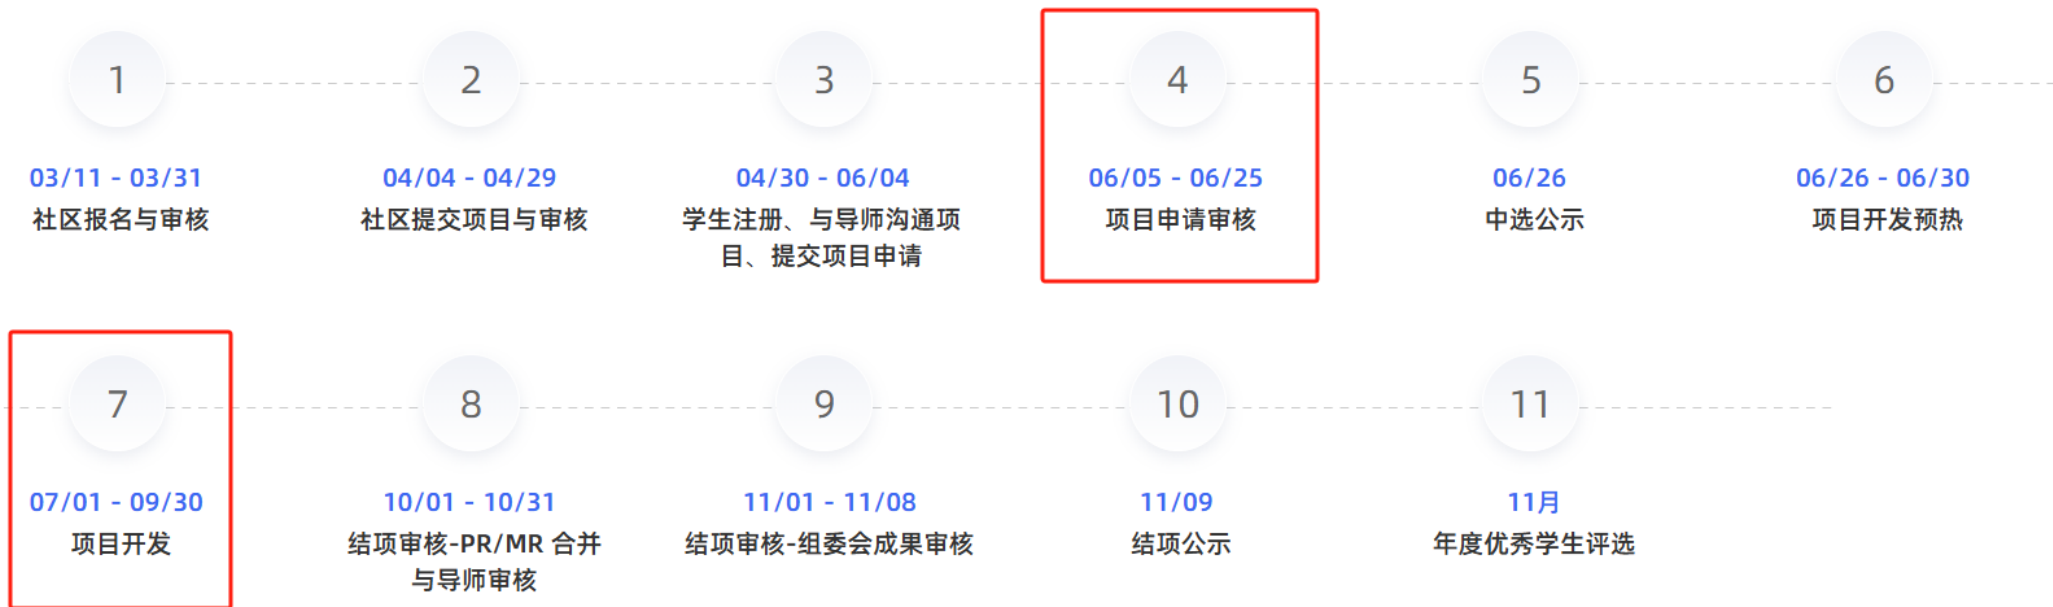 1
2
3
4
5
6
03/11 - 03/31
04/04 - 04/29
04/30 - 06/04
06/05 - 06/25
06/26
06/26 - 06/30
社区报名与审核
社区提交项目与审核
学生注册、与导师沟通项
目、提交项目申请
项目申请审核
中选公示
项目开发预热
7
8
9
10
11
07/01 - 09/30
10/01 - 10/31
11/01 - 11/08
11/09
11月
项目开发
结项审核-PR/MR 合并
与导师审核
结项审核-组委会成果审核
结项公示
年度优秀学生评选